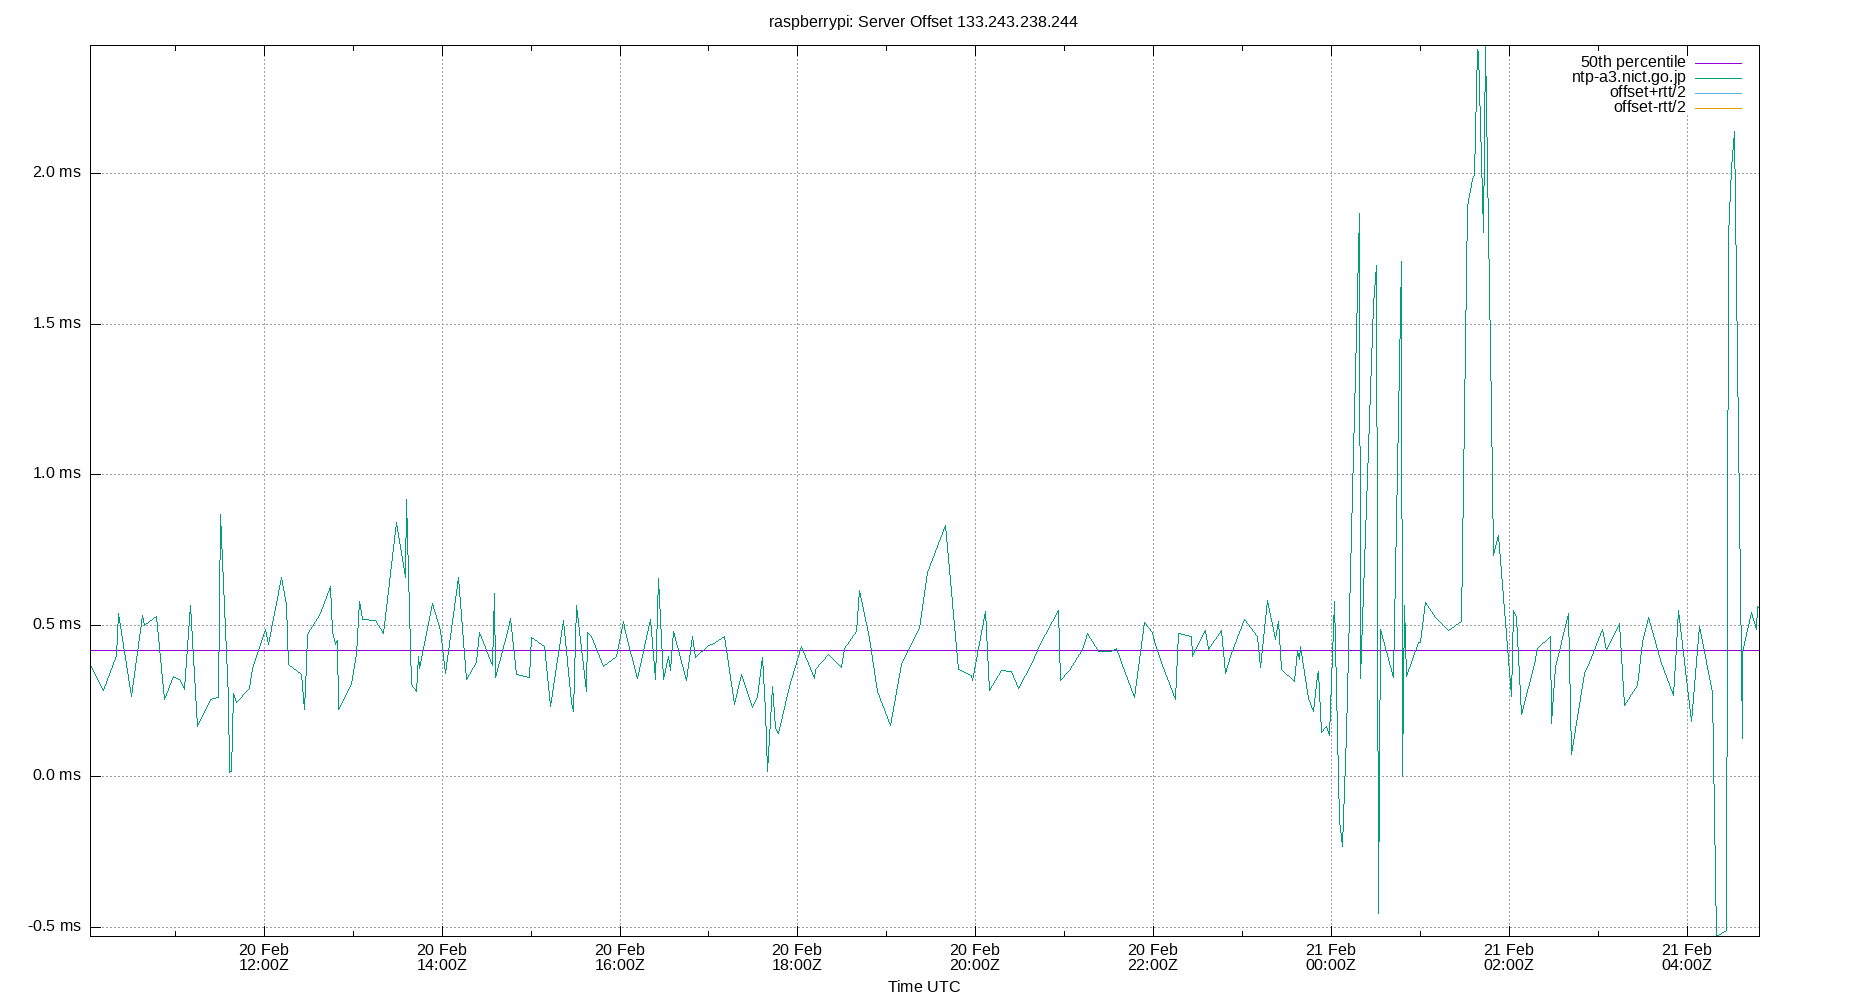 raspberrypi: Server Offset 133.243.238.244
50th percentile
ntp-a3.nict.go.jp
offset+rtt/2
offset-rtt/2
2.0 ms
1.5 ms
1.0 ms
0.5 ms
0.0 ms
-0.5 ms
20 Feb 20 Feb 20 Feb 20 Feb 20 Feb 20 Feb 21 Feb 21 Feb 21 Feb
12:00Z 14:00Z 16:00Z 18:00Z 20:00Z 22:00Z 00:00Z 02:00Z 04:00Z
Time UTC